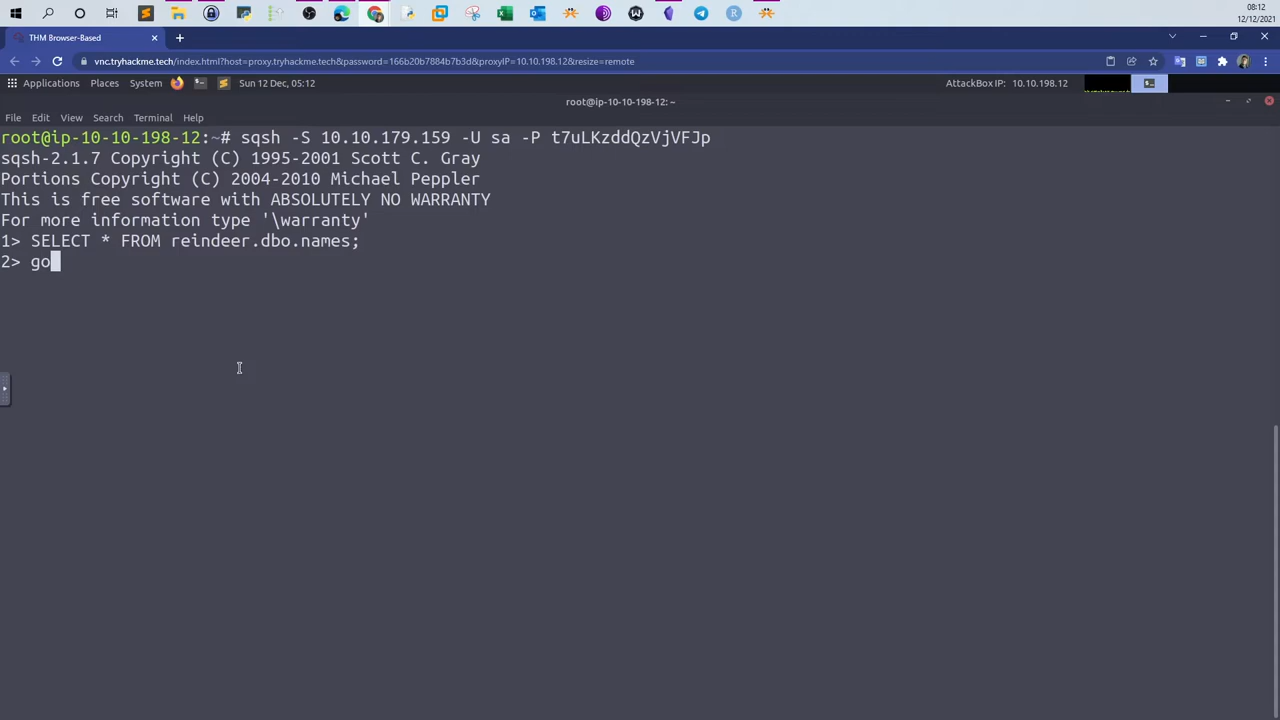 08:12
12/12/2021
THM Browser-Based
vnc.tryhackme.tech/index.html?host=proxy.tryhackme.tech&password=166b20b7884b7b3d&proxyIP=10.10.198.12&resize=remote
Applications Places System Sun 12 Dec, 05:12 AttackBox IP: 10.10.198.12
root@ip-10-10-198-12: ~
File Edit View Search Terminal Help
root@ip-10-10-198-12:~# sqsh -S 10.10.179.159 -U sa -P t7uLKzddQzVjVFJp
sqsh-2.1.7 Copyright (C) 1995-2001 Scott C. Gray
Portions Copyright (C) 2004-2010 Michael Peppler
This is free software with ABSOLUTELY NO WARRANTY
For more information type '\warranty'
1> SELECT * FROM reindeer.dbo.names;
2> go